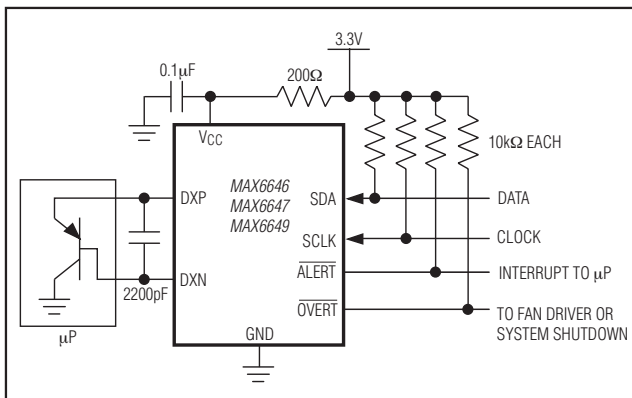 3.3V
0.1μF
200Ω
VCC
10kΩ EACH
DXP
MAX6646
MAX6647
MAX6649
SDA
DATA
SCLK
CLOCK
ALERT
INTERRUPT TO μP
DXN
2200pF
OVERT
TO FAN DRIVER OR
SYSTEM SHUTDOWN
μP
GND